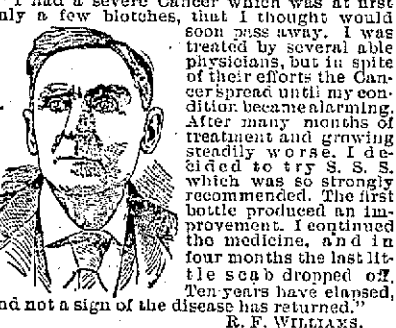 I had a severe Cancer which was at first
only a few blotches, that I thought would
soon pass away. I was
treated by several able
physicians, but in spite
of their efforts the Can-
cer spread until my con-
dition became alarming.
After many months of
treatment and growing
steadily worse, I de-
cided to try S. S. S.
which was so strongly
recommended. The first
bottle produced an im-
provement. I continued
the medicine, and in
four months the last lit-
tle scab dropped off.
Ten years have elapsed,
and not a sign of the disease has returned."
R. F. WILLIAMS.